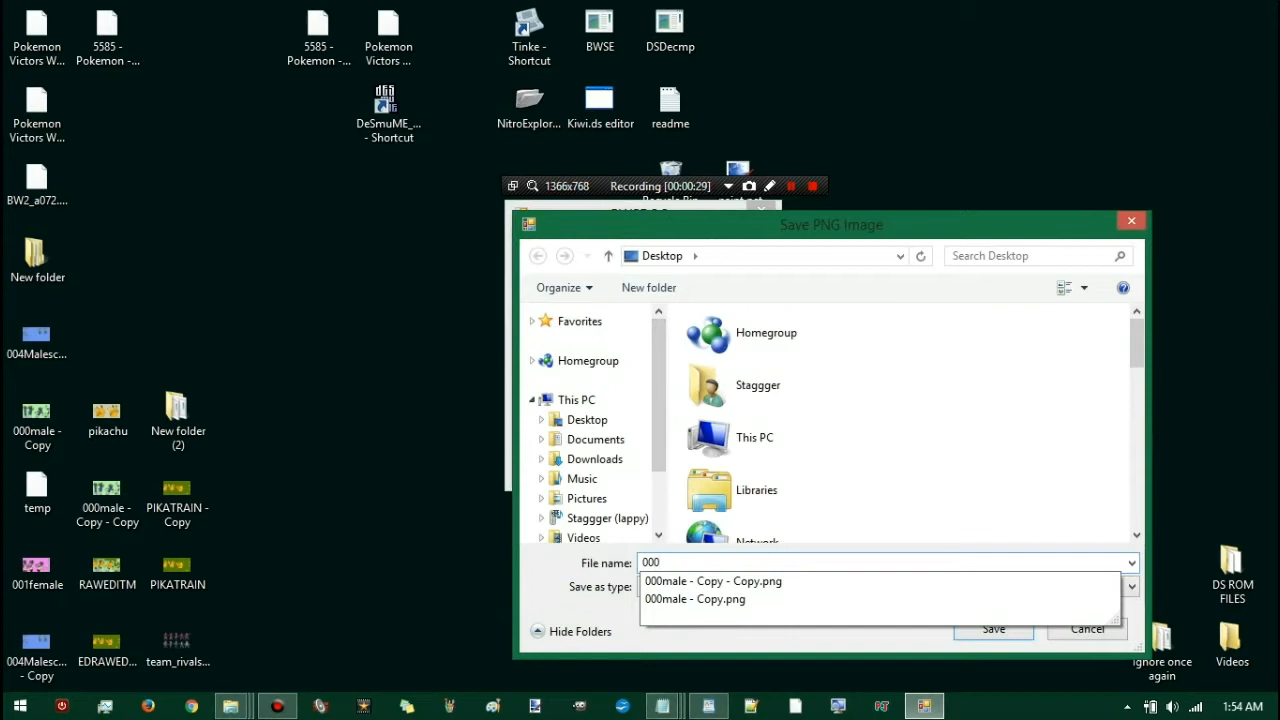 Pokemon
Victors W...
5585 -
Pokemon -...
5585 -
Pokemon -...
Pokemon
Victors ...
Tinke -
Shortcut
BWSE
DSDecmp
Pokemon
Victors W...
DeSmuME_...
- Shortcut
NitroExplor...
Kiwi.ds editor
readme
BW2_a072....
1366x768
Recording [00:00:29]
Save PNG Image
New folder
Desktop
Search Desktop
Organize
New folder
Favorites
Homegroup
Homegroup
Staggger
This PC
This PC
Desktop
Documents
Downloads
Libraries
Music
Pictures
Staggger (lappy)
Videos
Network
004Malesc...
000male -
Copy
pikachu
New folder
(2)
temp
000male -
Copy - Copy
PIKATRAIN -
Copy
File name:
000
000male - Copy - Copy.png
000male - Copy.png
Save as type:
Hide Folders
Save
Cancel
001female
RAWEDITM
PIKATRAIN
DS ROM
FILES
004Malesc...
- Copy
EDRAWED...
team_rivals...
Ignore once
again
Videos
1:54 AM